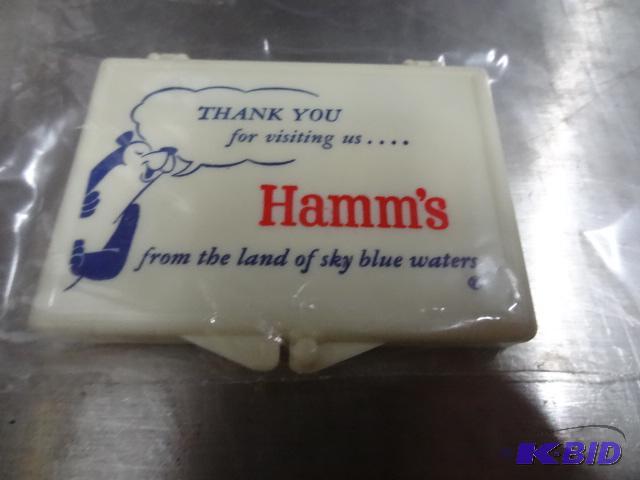 THANK YOU
for visiting us....
Hamm's
from the land of sky blue waters
®
K-BID